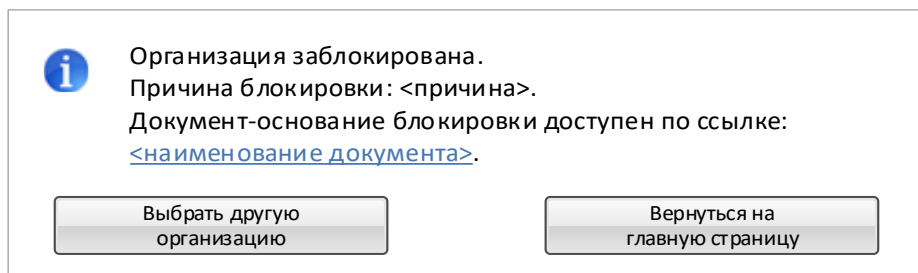 Организация заблокирована.
Причина блокировки: <причина>.
Документ-основание блокировки доступен по ссылке:
<наименование документа>.
Выбрать другую
организацию
Вернуться на
главную страницу